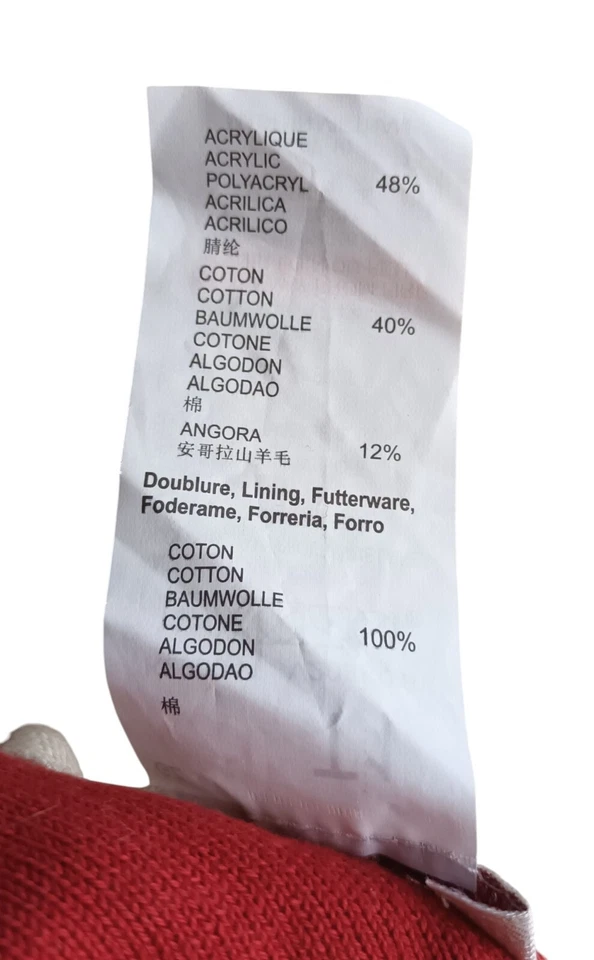 ACRYLIQUE
ACRYLIC
POLYACRYL 48%
ACRILICA
ACRILICO
腈纶
COTON
COTTON
BAUMWOLLE 40%
COTONE
ALGODON
ALGODAO
棉
ANGORA
安哥拉山羊毛 12%
Doublure, Lining, Futterware,
Foderame, Forreria, Forro
COTON
COTTON
BAUMWOLLE
COTONE 100%
ALGODON
ALGODAO
棉